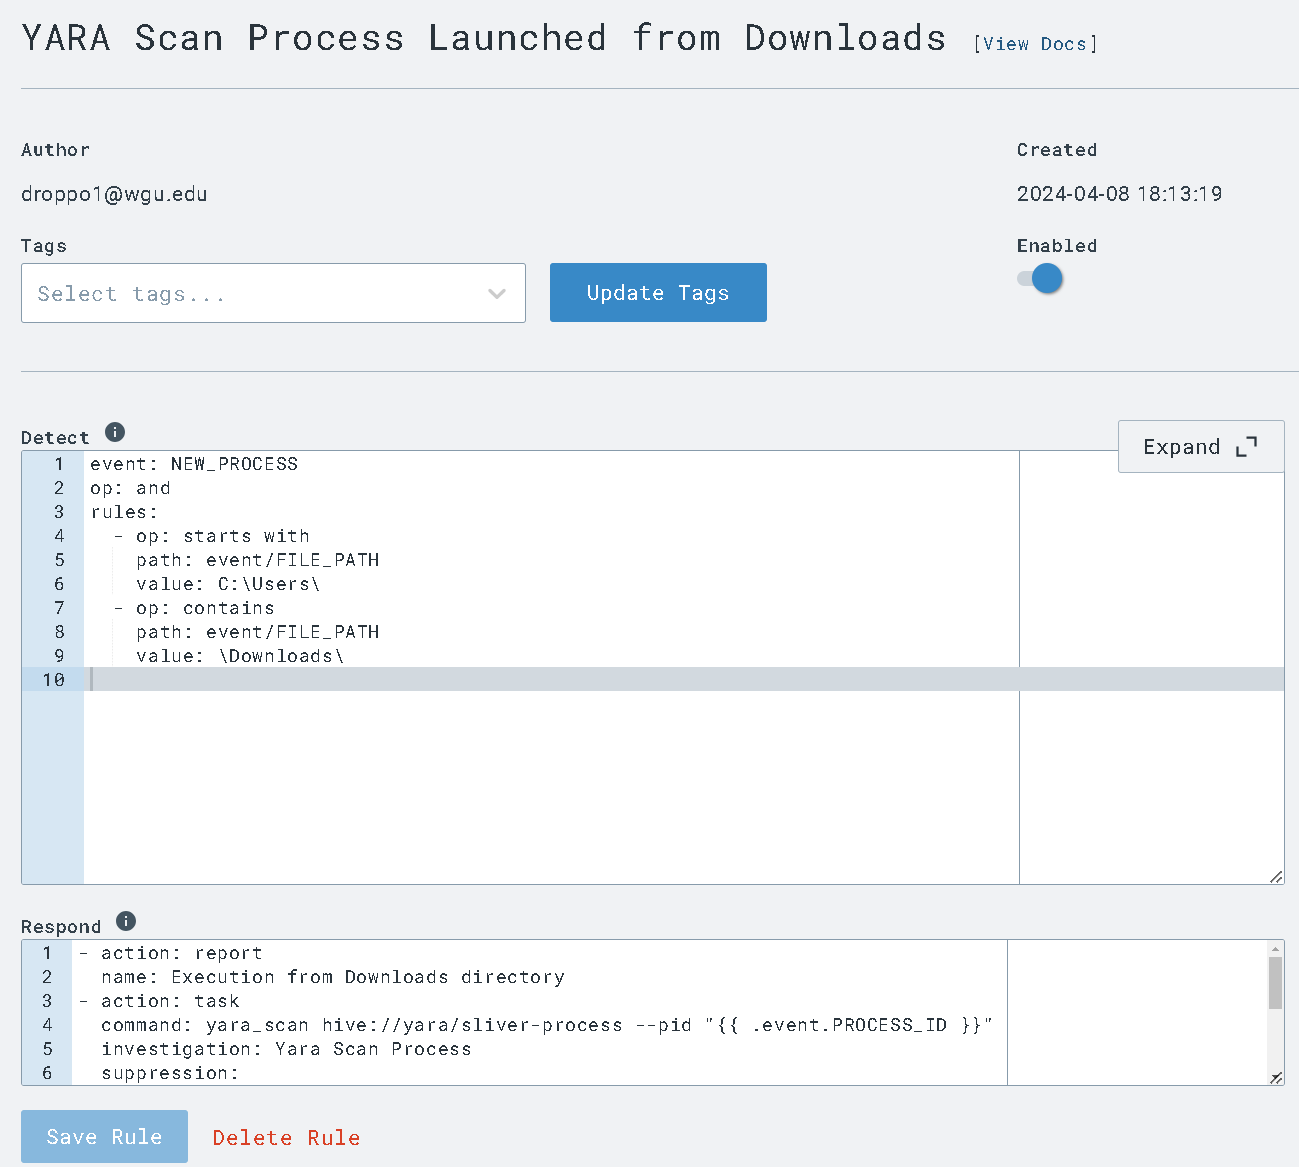 YARA Scan Process Launched from Downloads [View Docs]
Author
Created
droppo1@wgu.edu
2024-04-08 18:13:19
Tags
Enabled
Select tags...
Update Tags
Detect
Expand
1 event: NEW_PROCESS
2 op: and
3 rules:
4   - op: starts with
5     path: event/FILE_PATH
6     value: C:\Users\
7   - op: contains
8     path: event/FILE_PATH
9     value: \Downloads\
10
Respond
1 - action: report
2   name: Execution from Downloads directory
3 - action: task
4   command: yara_scan hive://yara/sliver-process --pid "{{ .event.PROCESS_ID }}"
5   investigation: Yara Scan Process
6   suppression:
Save Rule
Delete Rule